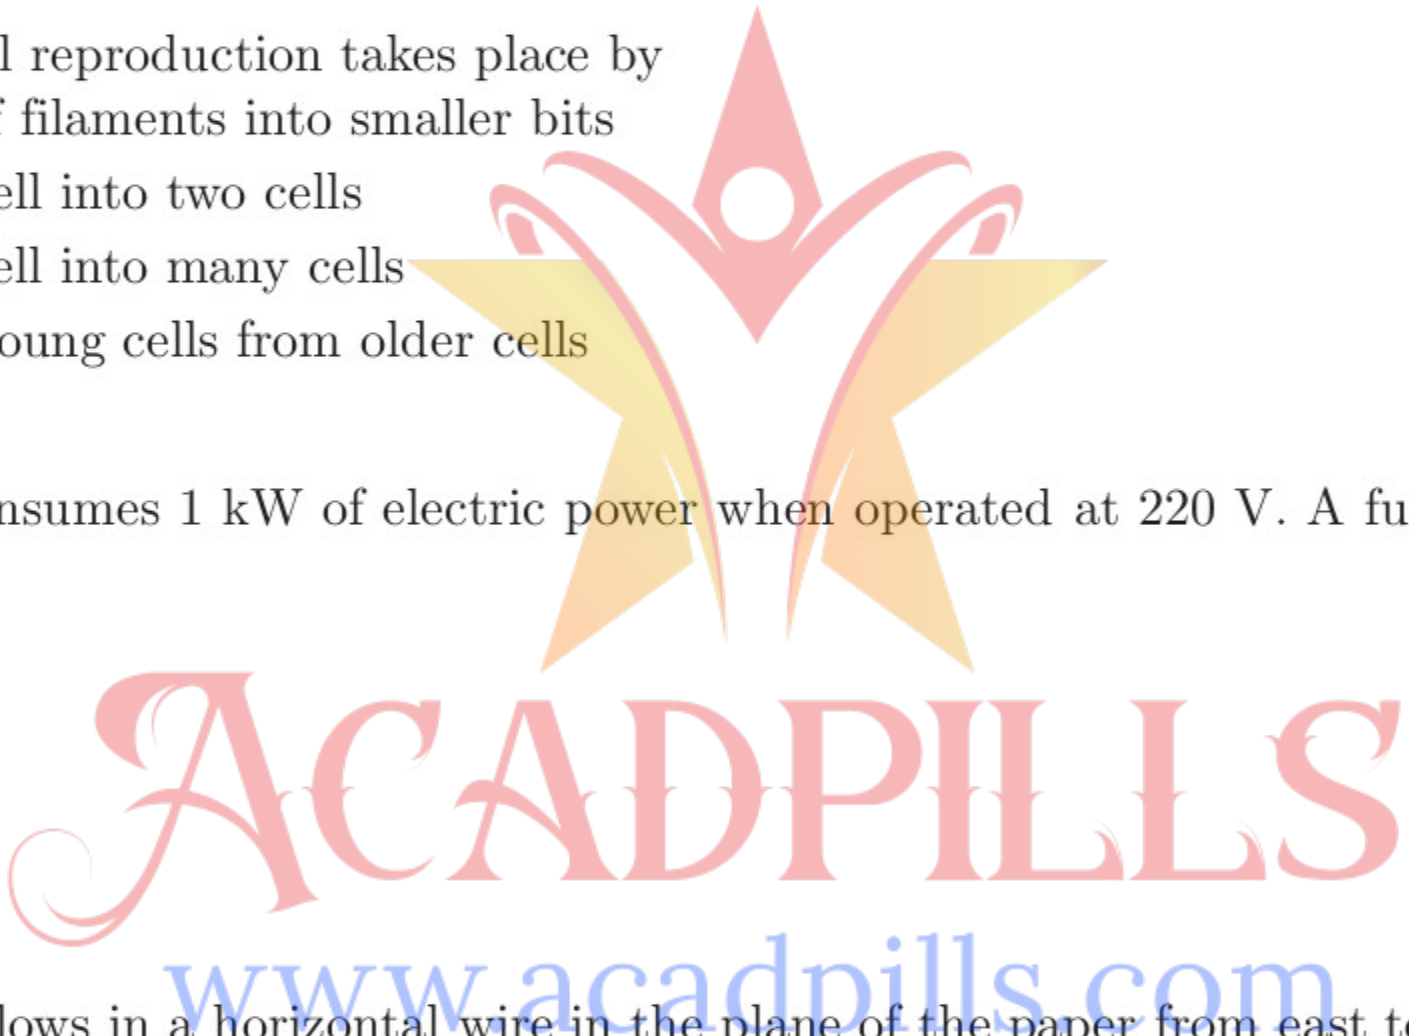 l reproduction takes place by
f filaments into smaller bits
ell into two cells
ell into many cells
oung cells from older cells
nsumes 1 kW of electric power when operated at 220 V. A fu
ACADPILLS
www.acadpills.com
lows in a horizontal wire in the plane of the paper from east to